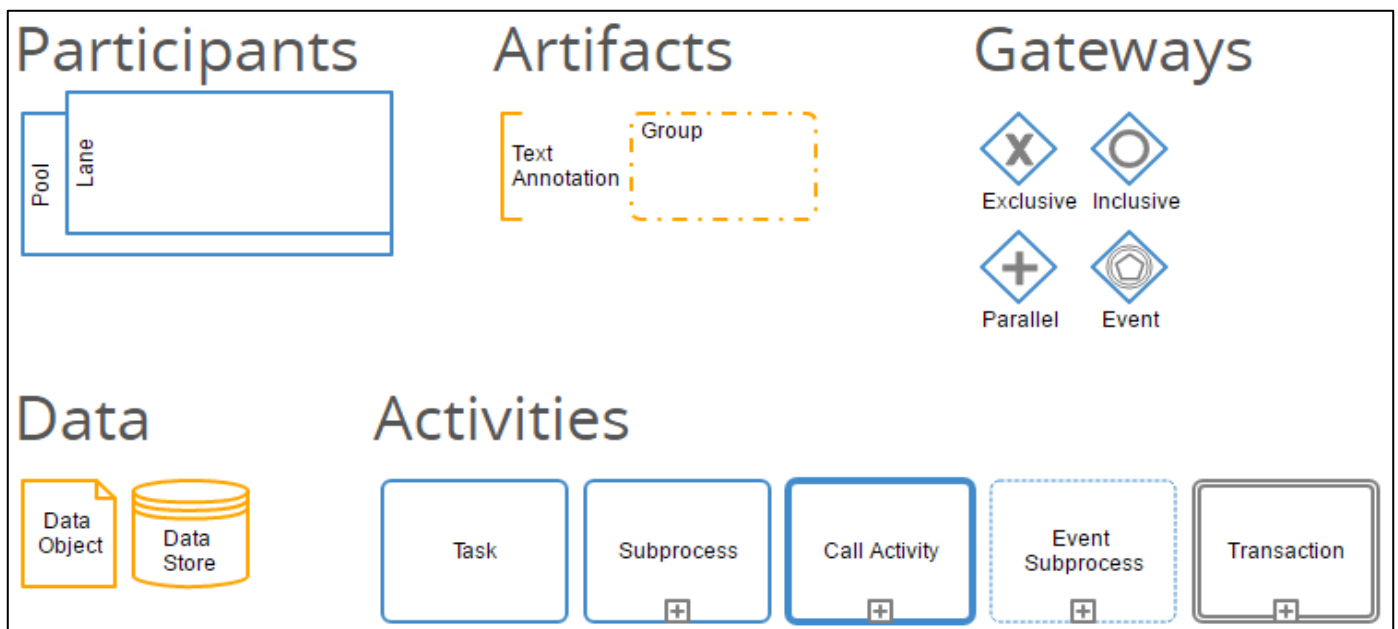 Participants
Pool
Lane
Artifacts
Text
Annotation
Group
Gateways
Exclusive
Inclusive
Parallel
Event
Data
Data
Object
Data
Store
Activities
Task
Subprocess
Call Activity
Event
Subprocess
Transaction